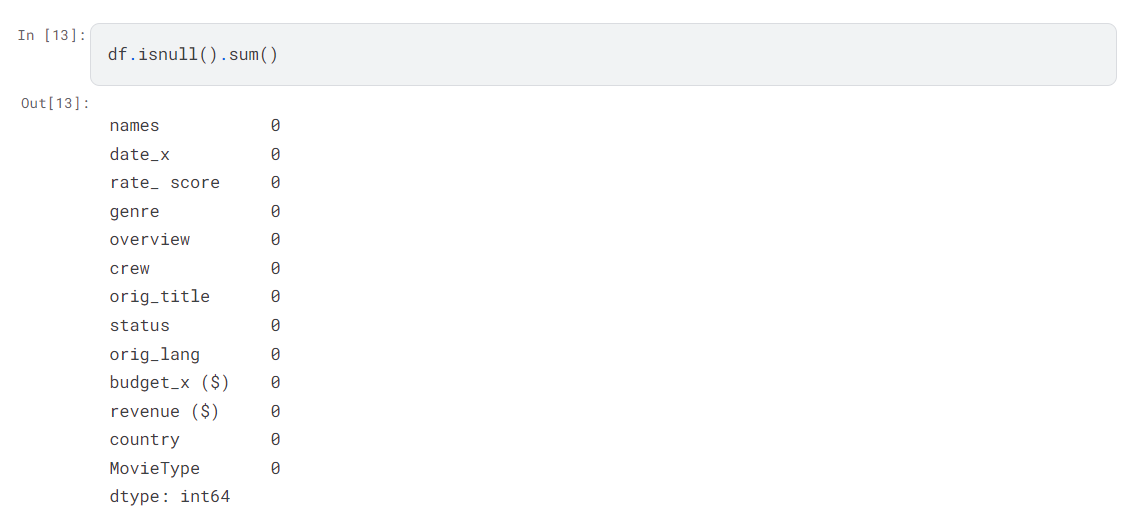 In [13]:
df.isnull().sum()
Out[13]:
names 0
date_x 0
rate_ score 0
genre 0
overview 0
crew 0
orig_title 0
status 0
orig_lang 0
budget_x ($) 0
revenue ($) 0
country 0
MovieType 0
dtype: int64